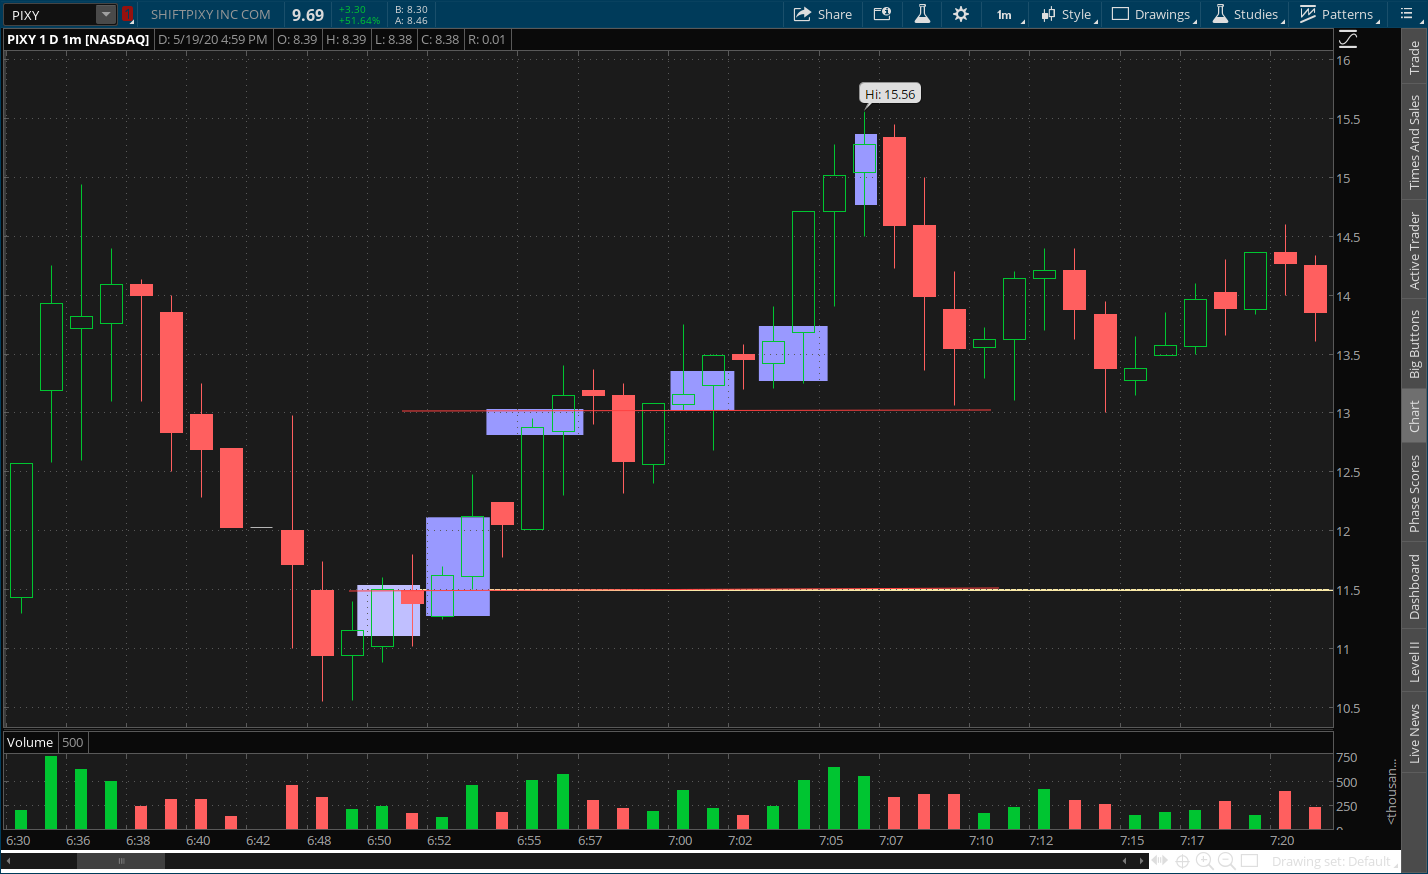 PIXY
1
SHIFTPIXY INC COM
9.69
+3.30
+51.64%
B: 8.30
A: 8.46
Share
1m
Style
Drawings
Studies
Patterns
PIXY 1 D 1m [NASDAQ]
D: 5/19/20 4:59 PM
O: 8.39
H: 8.39
L: 8.38
C: 8.38
R: 0.01
Hi: 15.56
16
15.5
15
14.5
14
13.5
13
12.5
12
11.5
11
10.5
Volume
500
750
500
250
0
<thousan...
6:30
6:36
6:38
6:40
6:42
6:48
6:50
6:52
6:55
6:57
7:00
7:02
7:05
7:07
7:10
7:12
7:15
7:17
7:20
Drawing set: Default
Trade
Times And Sales
Active Trader
Big Buttons
Chart
Phase Scores
Dashboard
Level II
Live News